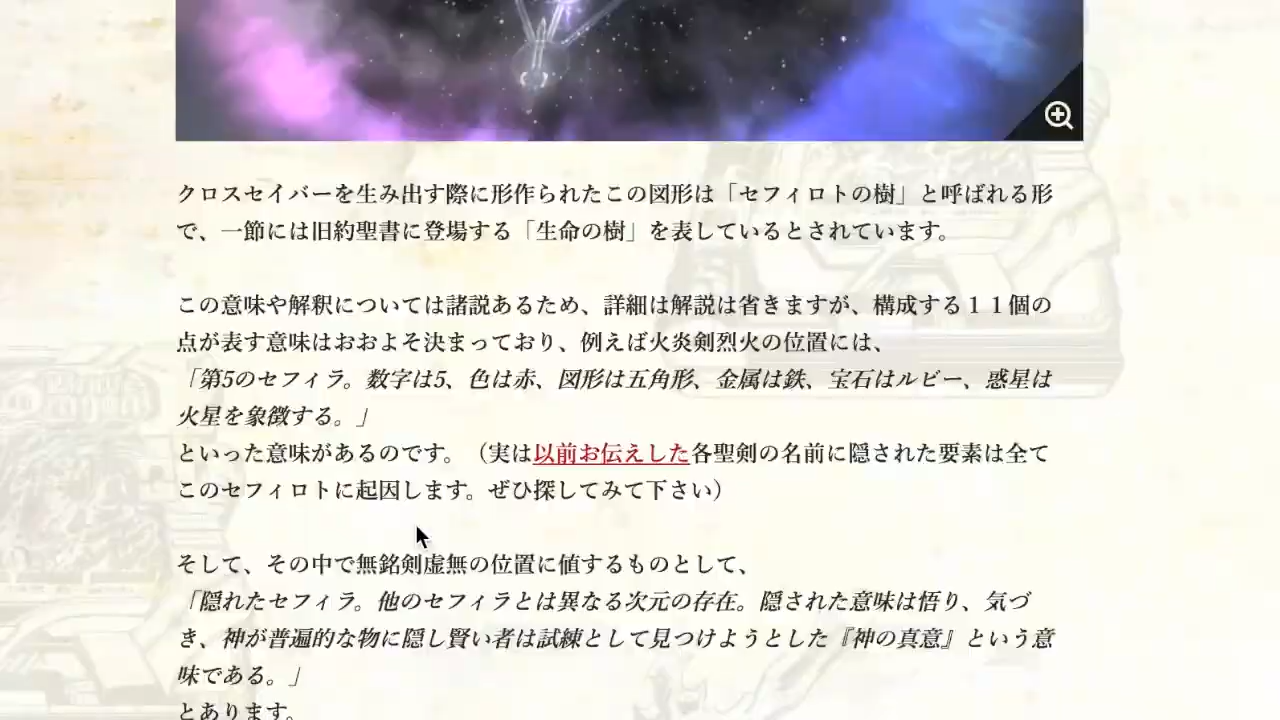 クロスセイバーを生み出す際に形作られたこの図形は「セフィロトの樹」と呼ばれる形
で、一節には旧約聖書に登場する「生命の樹」を表しているとされています。
この意味や解釈については諸説あるため、詳細は解説は省きますが、構成する１１個の
点が表す意味はおおよそ決まっており、例えば火炎剣烈火の位置には、
「第5のセフィラ。数字は5、色は赤、図形は五角形、金属は鉄、宝石はルビー、惑星は
火星を象徴する。」
といった意味があるのです。（実は以前お伝えした各聖剣の名前に隠された要素は全て
このセフィロトに起因します。ぜひ探してみて下さい）
そして、その中で無銘剣虚無の位置に値するものとして、
「隠れたセフィラ。他のセフィラとは異なる次元の存在。隠された意味は悟り、気づ
き、神が普遍的な物に隠し賢い者は試練として見つけようとした『神の真意』という意
味である。」
とあります。